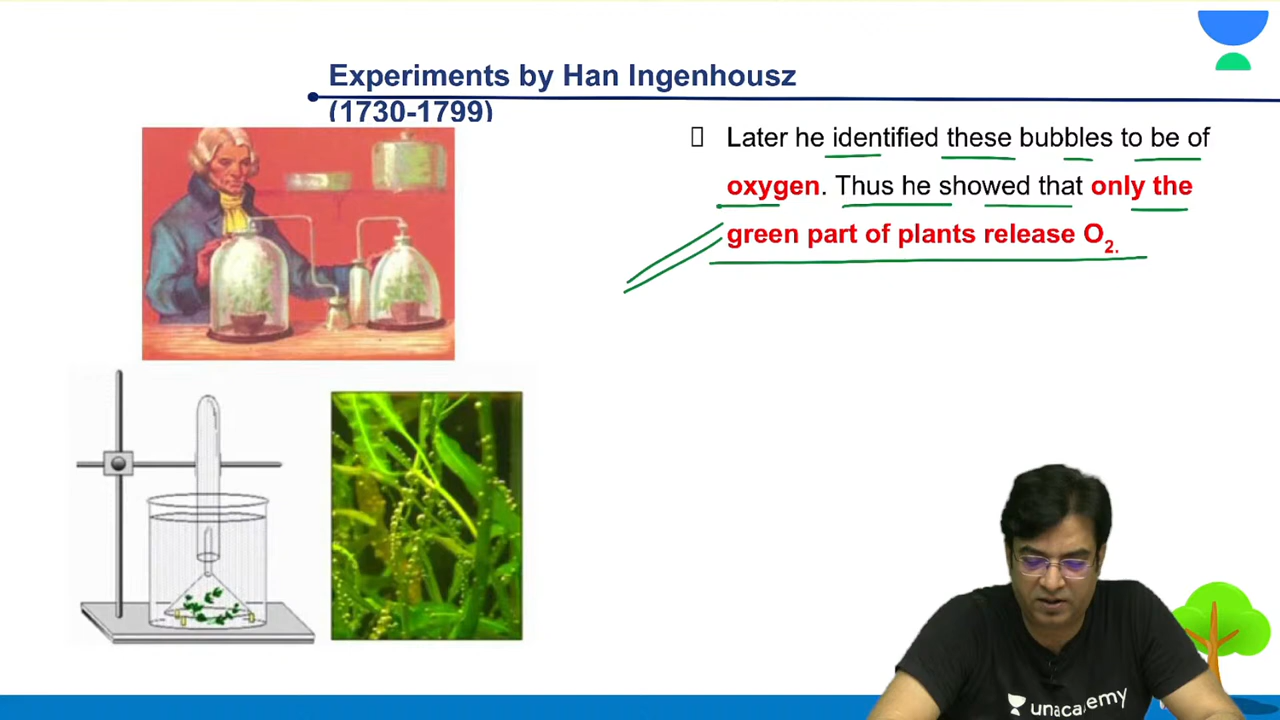 Experiments by Han Ingenhousz
(1730-1799)
Later he identified these bubbles to be of
oxygen. Thus he showed that only the
green part of plants release O₂.
unacademy